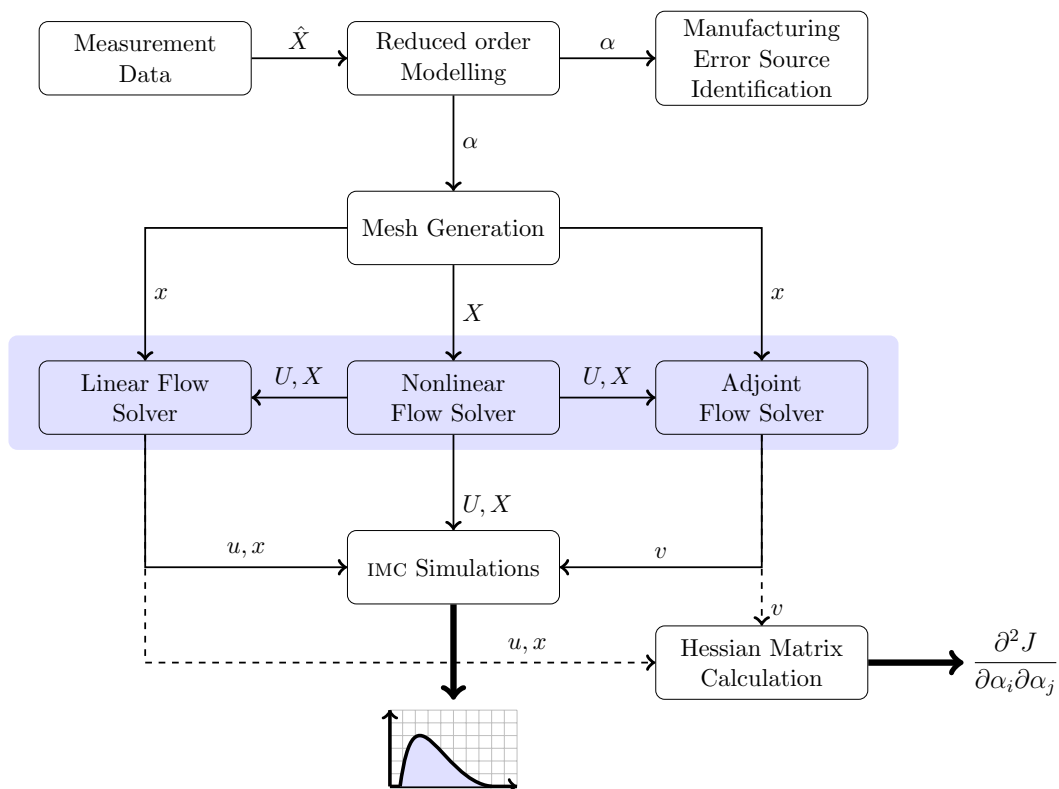 Measurement
Data
X̂
Reduced order
Modelling
α
Manufacturing
Error Source
Identification
α
Mesh Generation
x
X
x
Linear Flow
Solver
U, X
Nonlinear
Flow Solver
U, X
Adjoint
Flow Solver
U, X
u, x
IMC Simulations
v
v
u, x
Hessian Matrix
Calculation
∂²J
∂αᵢ∂αⱼ